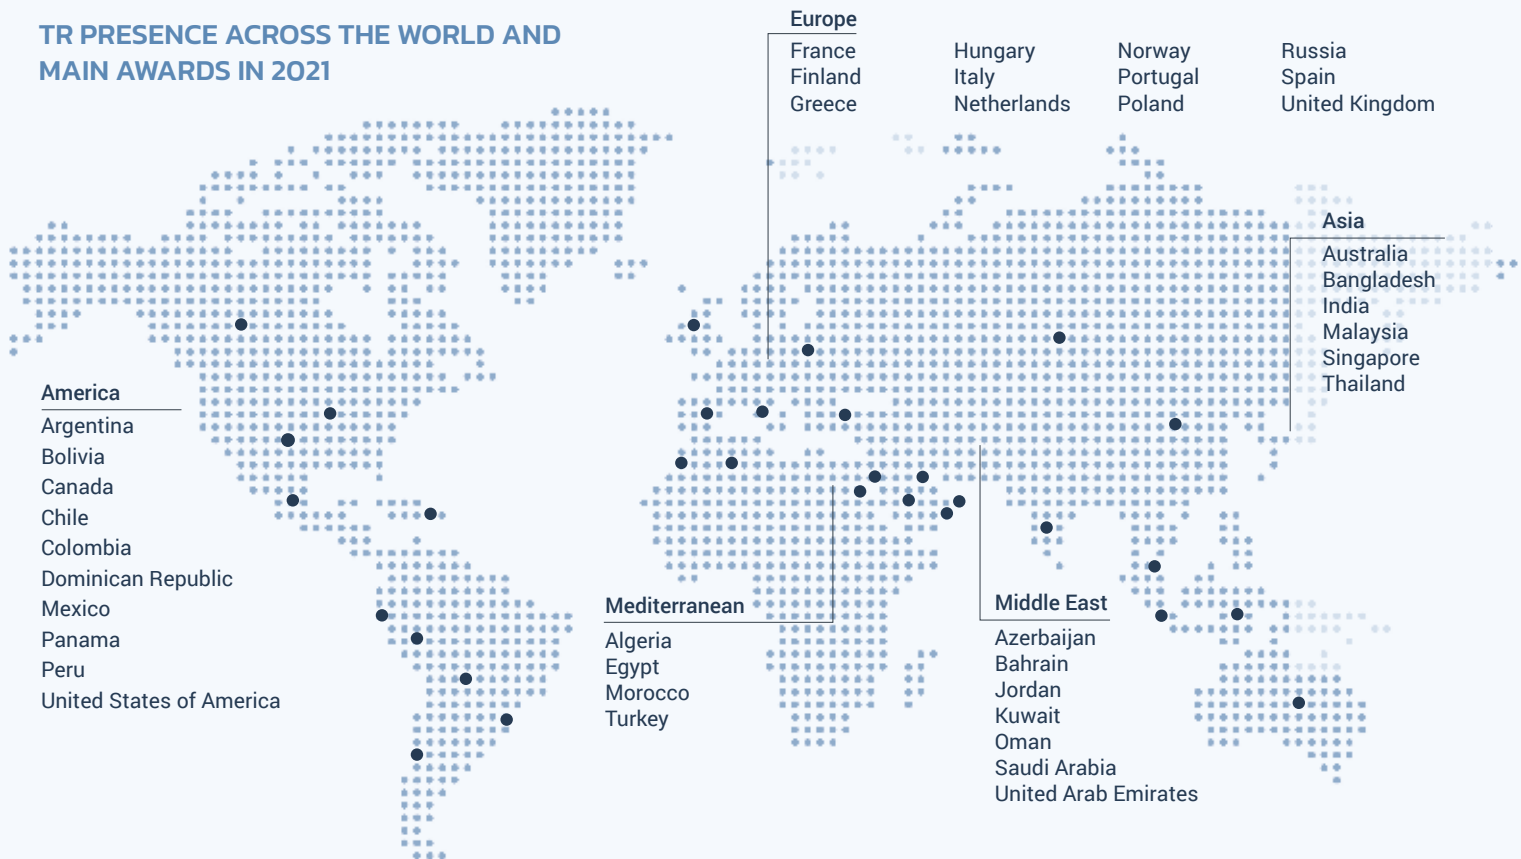 TR PRESENCE ACROSS THE WORLD AND
MAIN AWARDS IN 2021
Europe
France
Finland
Greece
Hungary
Italy
Netherlands
Norway
Portugal
Poland
Russia
Spain
United Kingdom
Asia
Australia
Bangladesh
India
Malaysia
Singapore
Thailand
America
Argentina
Bolivia
Canada
Chile
Colombia
Dominican Republic
Mexico
Panama
Peru
United States of America
Mediterranean
Algeria
Egypt
Morocco
Turkey
Middle East
Azerbaijan
Bahrain
Jordan
Kuwait
Oman
Saudi Arabia
United Arab Emirates